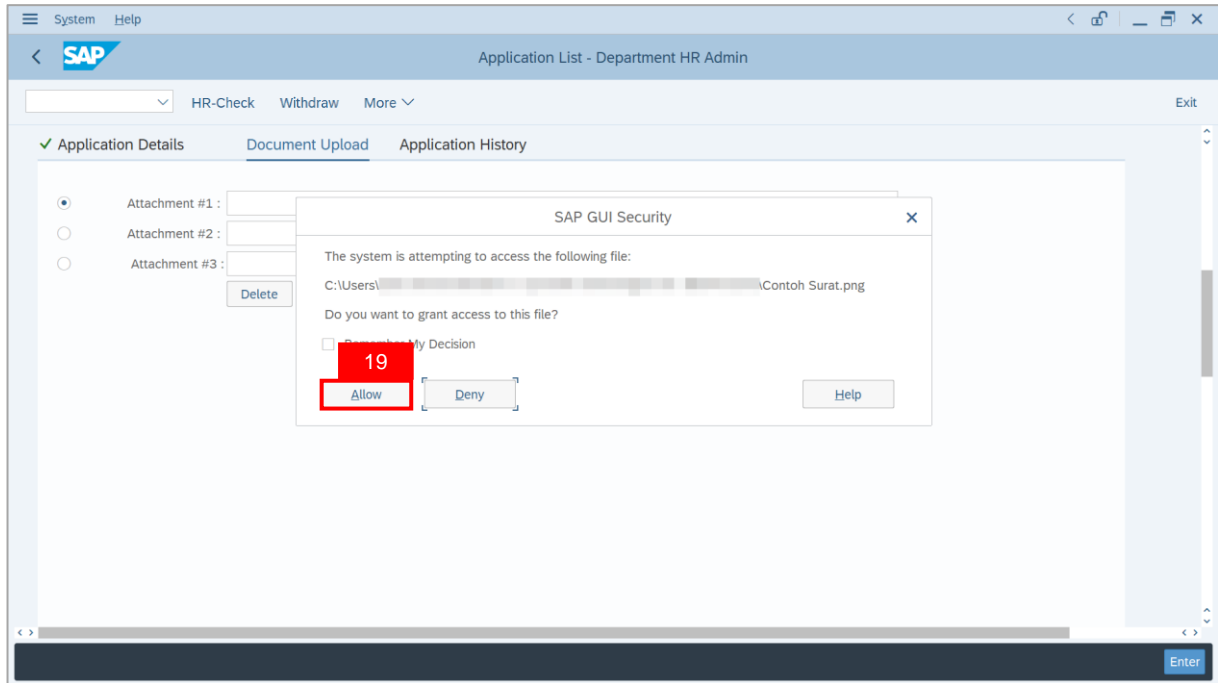 System Help
SAP
Application List - Department HR Admin
HR-Check Withdraw More Exit
Application Details Document Upload Application History
Attachment #1 :
Attachment #2 :
Attachment #3 :
Delete
SAP GUI Security
The system is attempting to access the following file:
C:\Users\ \Contoh Surat.png
Do you want to grant access to this file?
My Decision
19
Allow Deny Help
Enter